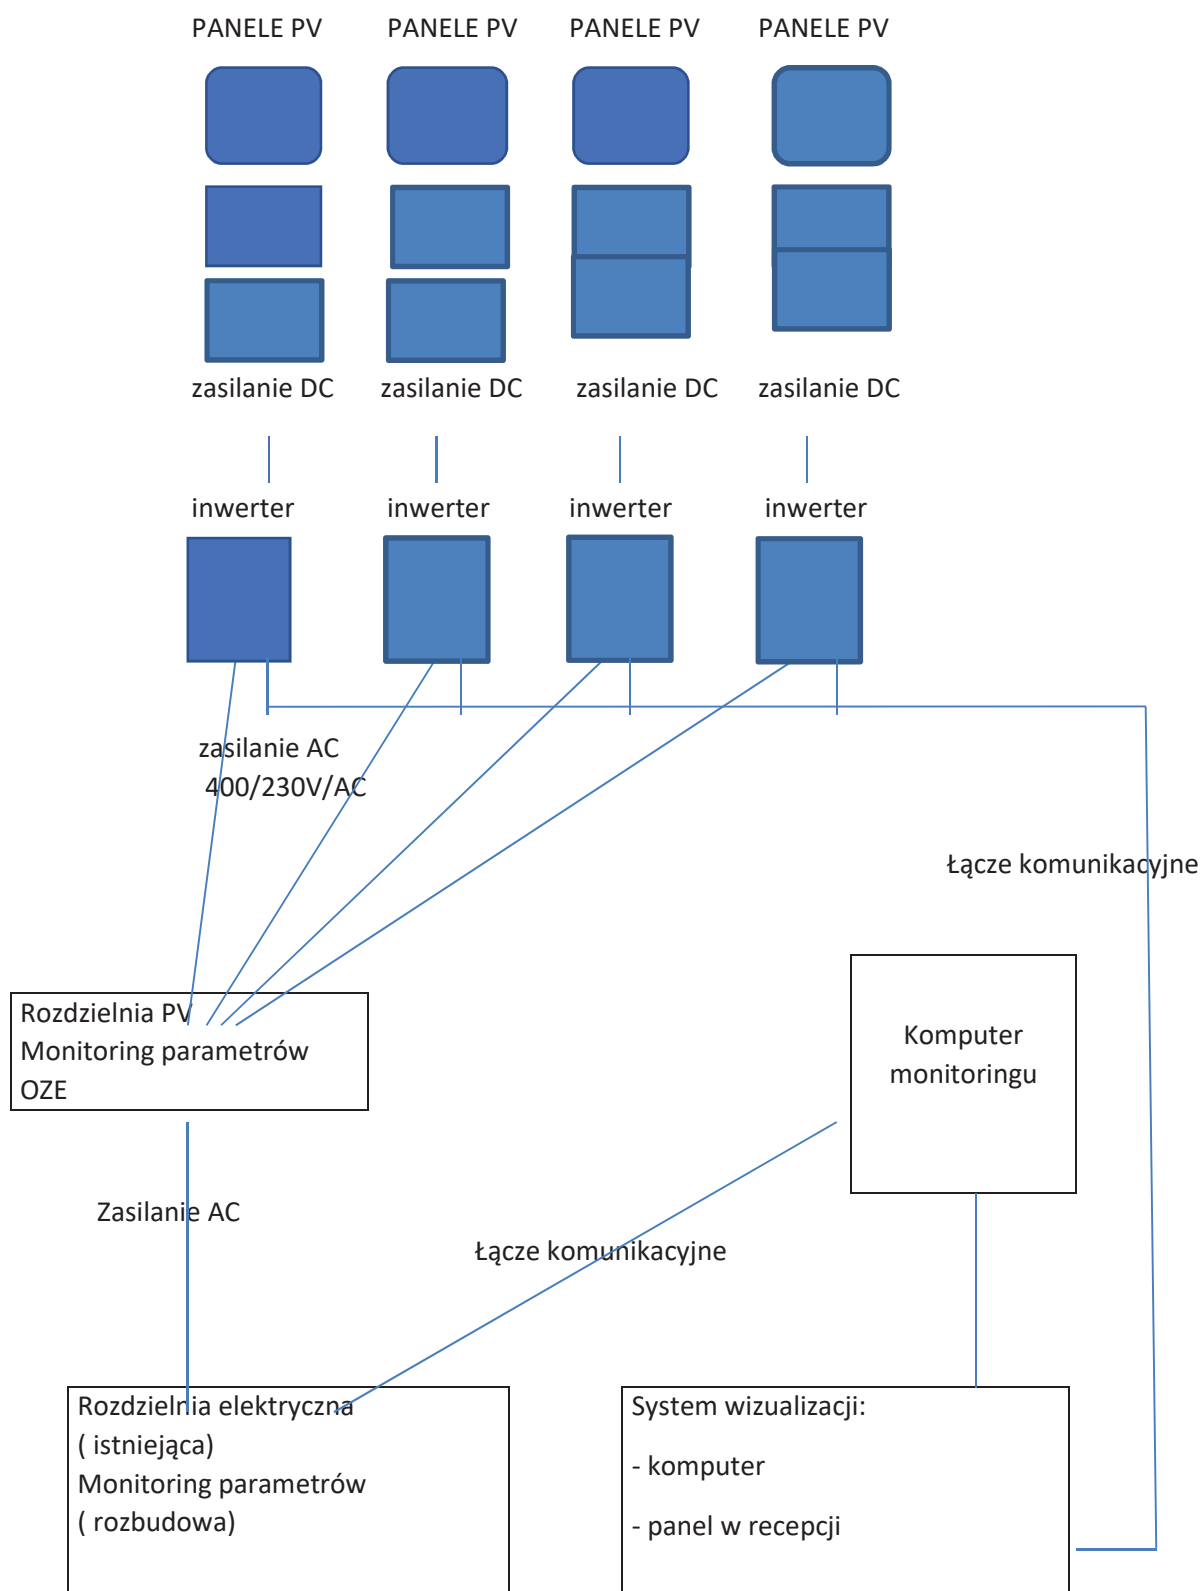 PANELE PV PANELE PV PANELE PV PANELE PV
zasilanie DC zasilanie DC zasilanie DC zasilanie DC
inwerter inwerter inwerter inwerter
zasilanie AC
400/230V/AC
Łącze komunikacyjne
Rozdzielnia PV
Monitoring parametrów
OZE
Komputer
monitoringu
Zasilanie AC
Łącze komunikacyjne
Rozdzielnia elektryczna
( istniejąca)
Monitoring parametrów
( rozbudowa)
System wizualizacji:
- komputer
- panel w recepcji